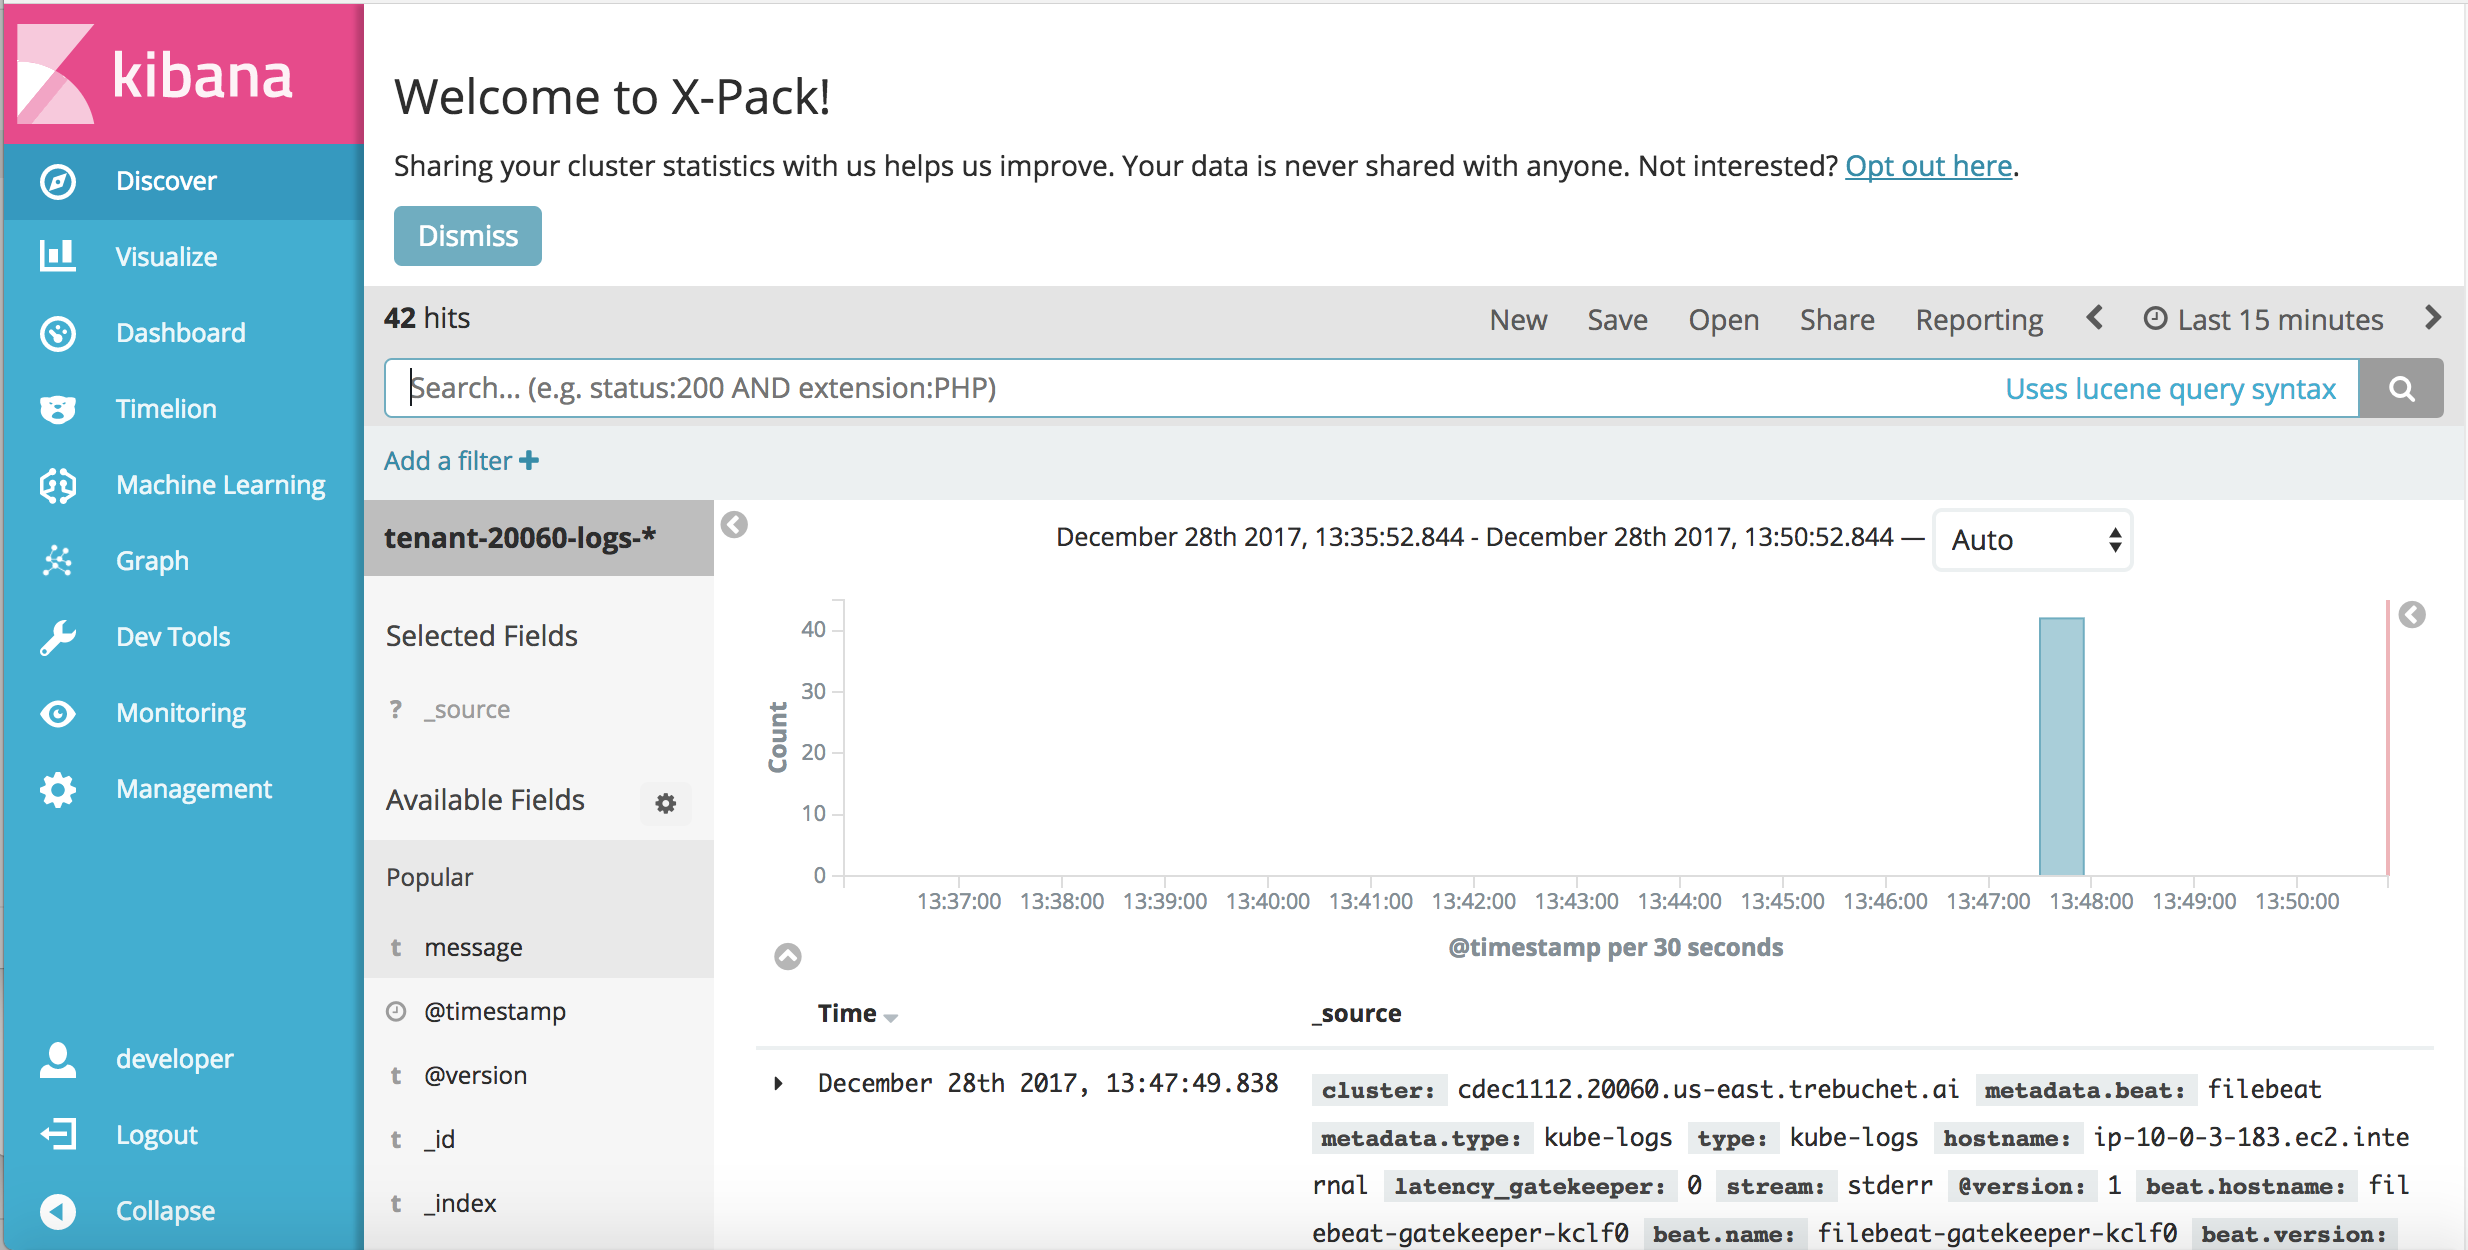 kibana
Discover
Visualize
Dashboard
Timelion
Machine Learning
Graph
Dev Tools
Monitoring
Management
developer
Logout
Collapse
Welcome to X-Pack!
Sharing your cluster statistics with us helps us improve. Your data is never shared with anyone. Not interested? Opt out here.
Dismiss
42 hits
New Save Open Share Reporting Last 15 minutes
Search... (e.g. status:200 AND extension:PHP) Uses lucene query syntax
Add a filter
tenant-20060-logs-*
Selected Fields
? _source
Available Fields
Popular
t message
@timestamp
t @version
t _id
t _index
December 28th 2017, 13:35:52.844 - December 28th 2017, 13:50:52.844 — Auto
Count
40
30
20
10
0
13:37:00 13:38:00 13:39:00 13:40:00 13:41:00 13:42:00 13:43:00 13:44:00 13:45:00 13:46:00 13:47:00 13:48:00 13:49:00 13:50:00
@timestamp per 30 seconds
Time _source
December 28th 2017, 13:47:49.838 cluster: cdec1112.20060.us-east.trebuchet.ai metadata.beat: filebeat
metadata.type: kube-logs type: kube-logs hostname: ip-10-0-3-183.ec2.inte
rnal latency_gatekeeper: 0 stream: stderr @version: 1 beat.hostname: fil
ebeat-gatekeeper-kclf0 beat.name: filebeat-gatekeeper-kclf0 beat.version: